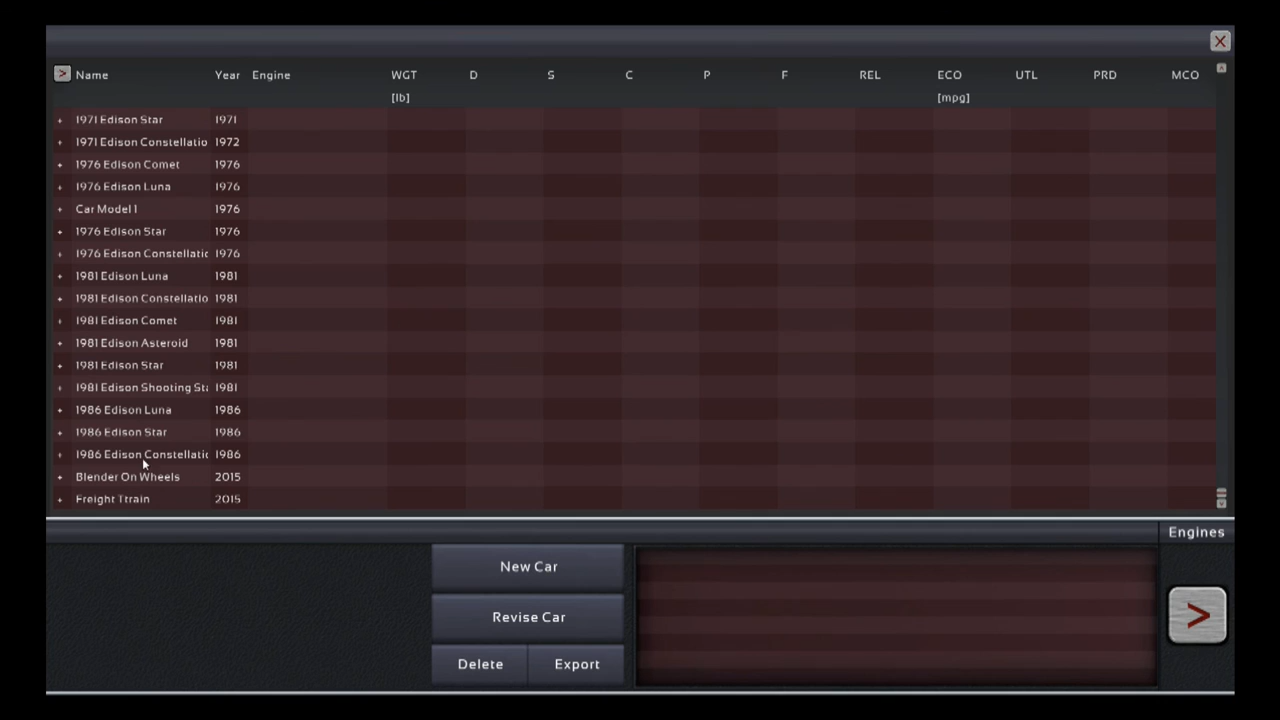 X
> Name Year Engine WGT D S C P F REL ECO UTL PRD MCO
[lb] [mpg]
+ 1971 Edison Star 1971
+ 1971 Edison Constellatio 1972
+ 1976 Edison Comet 1976
+ 1976 Edison Luna 1976
+ Car Model 1 1976
+ 1976 Edison Star 1976
+ 1976 Edison Constellatic 1976
+ 1981 Edison Luna 1981
+ 1981 Edison Constellatio 1981
+ 1981 Edison Comet 1981
+ 1981 Edison Asteroid 1981
+ 1981 Edison Star 1981
+ 1981 Edison Shooting Sta 1981
+ 1986 Edison Luna 1986
+ 1986 Edison Star 1986
+ 1986 Edison Constellatic 1986
+ Blender On Wheels 2015
+ Freight Ttrain 2015
Engines
New Car
Revise Car
>
Delete Export